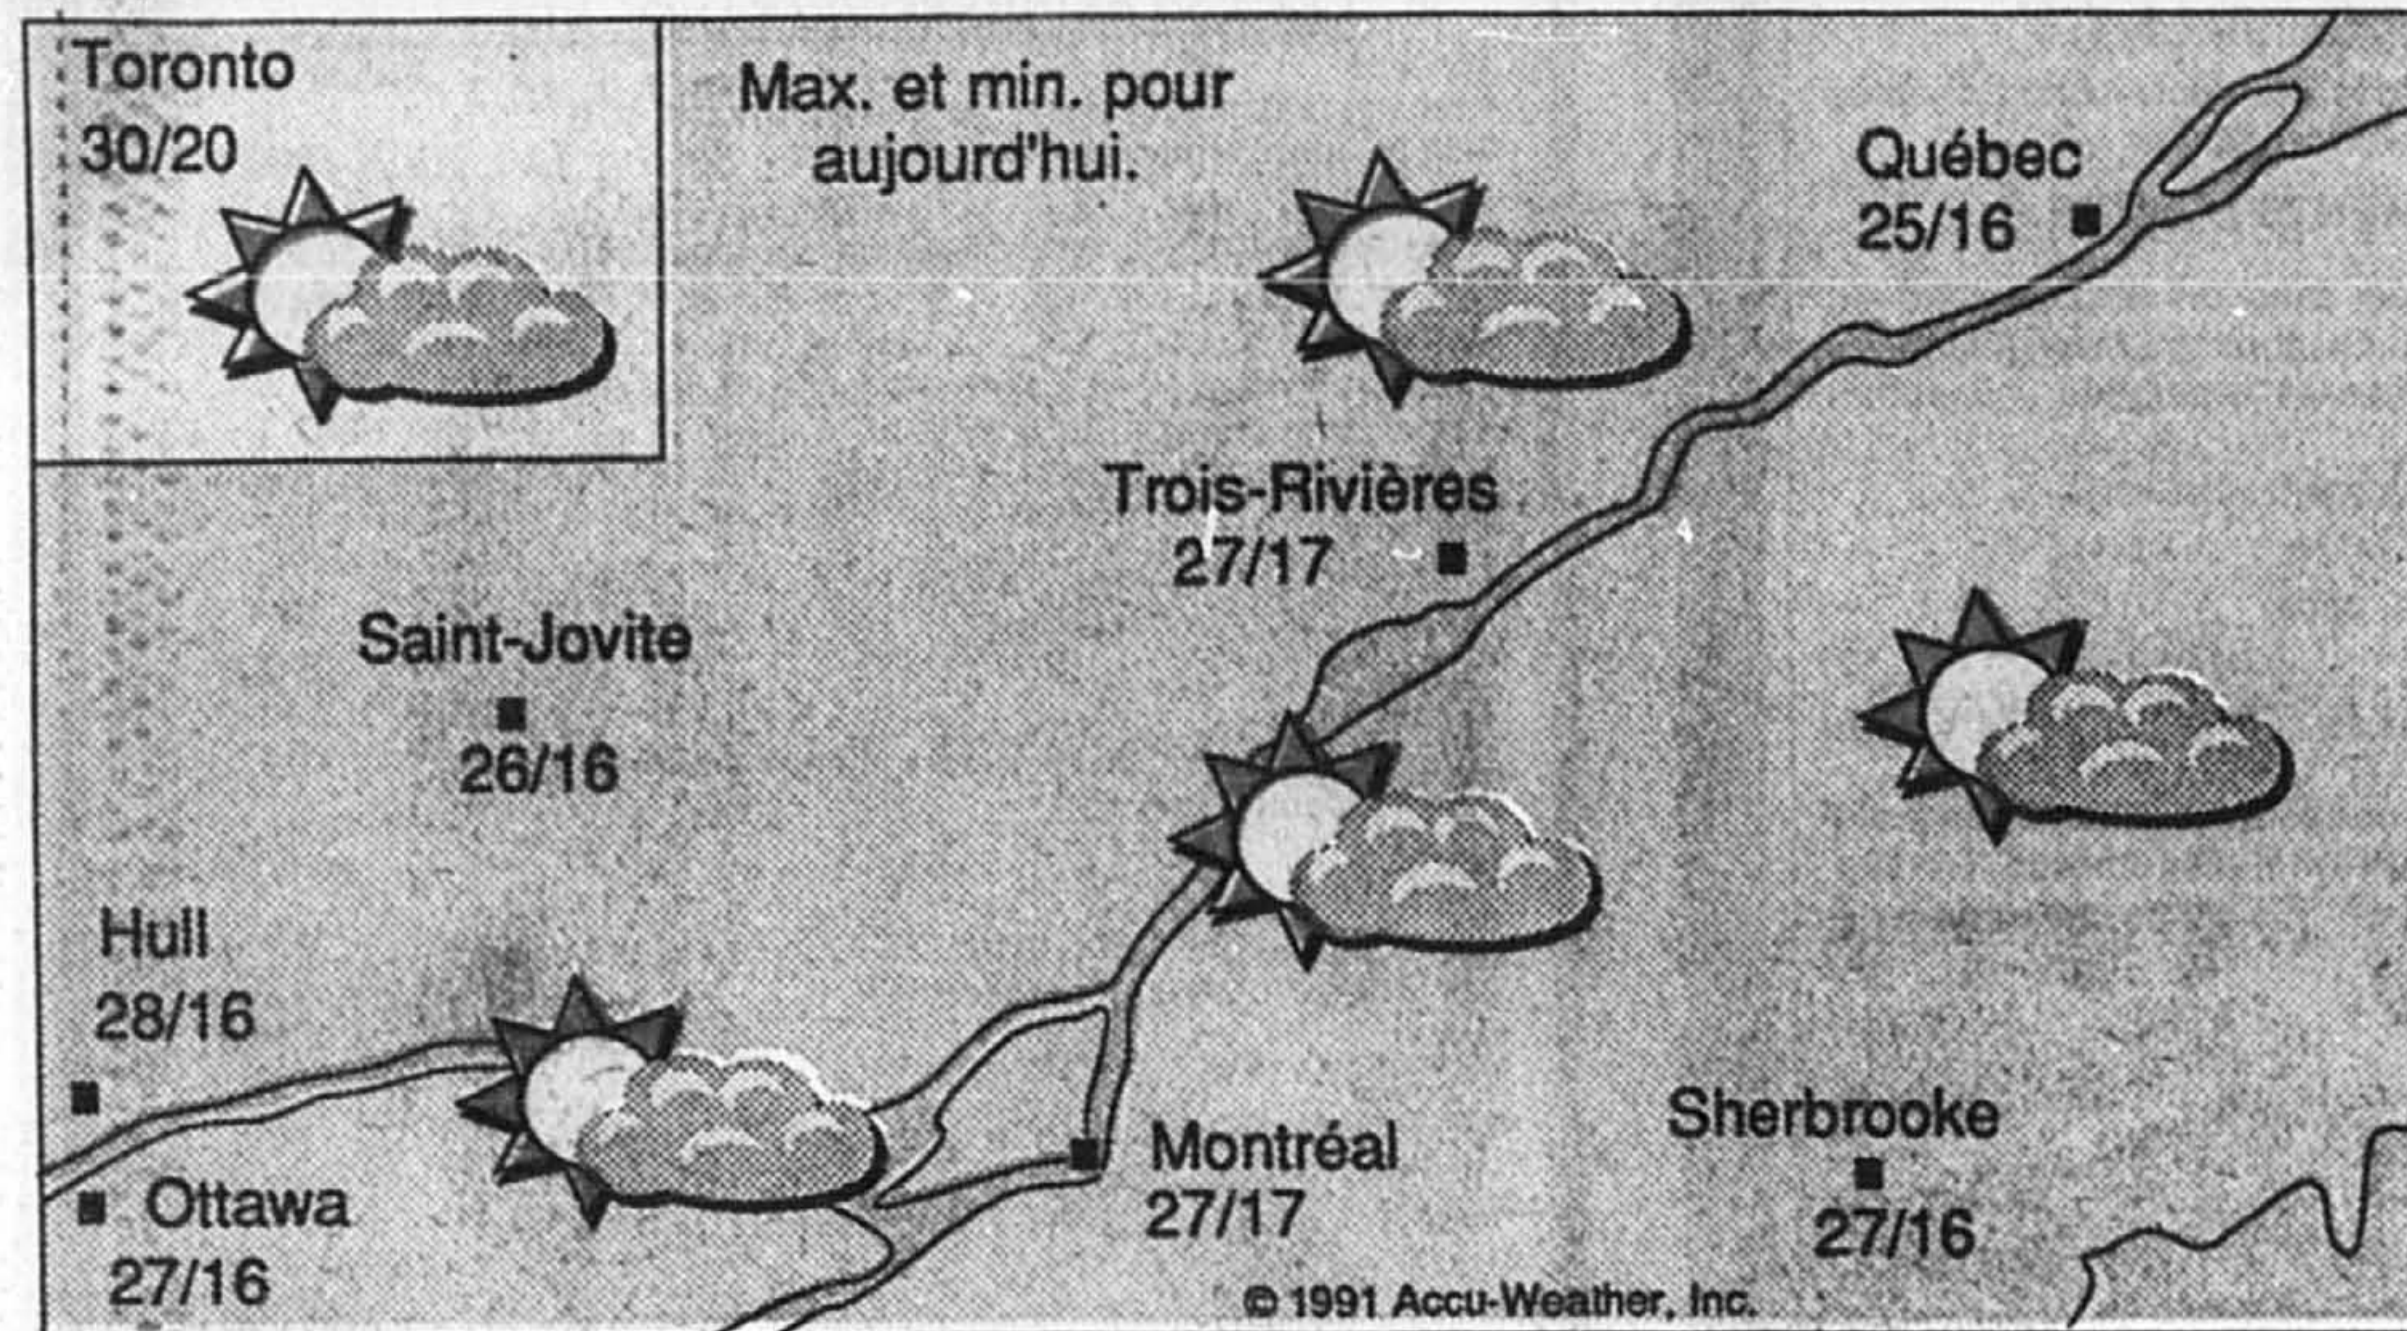 Toronto
30/20
Max. et min. pour
aujourd'hui.
Québec
25/16
Trois-Rivières
27/17
Saint-Jovite
26/16
Hull
28/16
Ottawa
27/16
Montréal
27/17
Sherbrooke
27/16
© 1991 Accu-Weather, Inc.